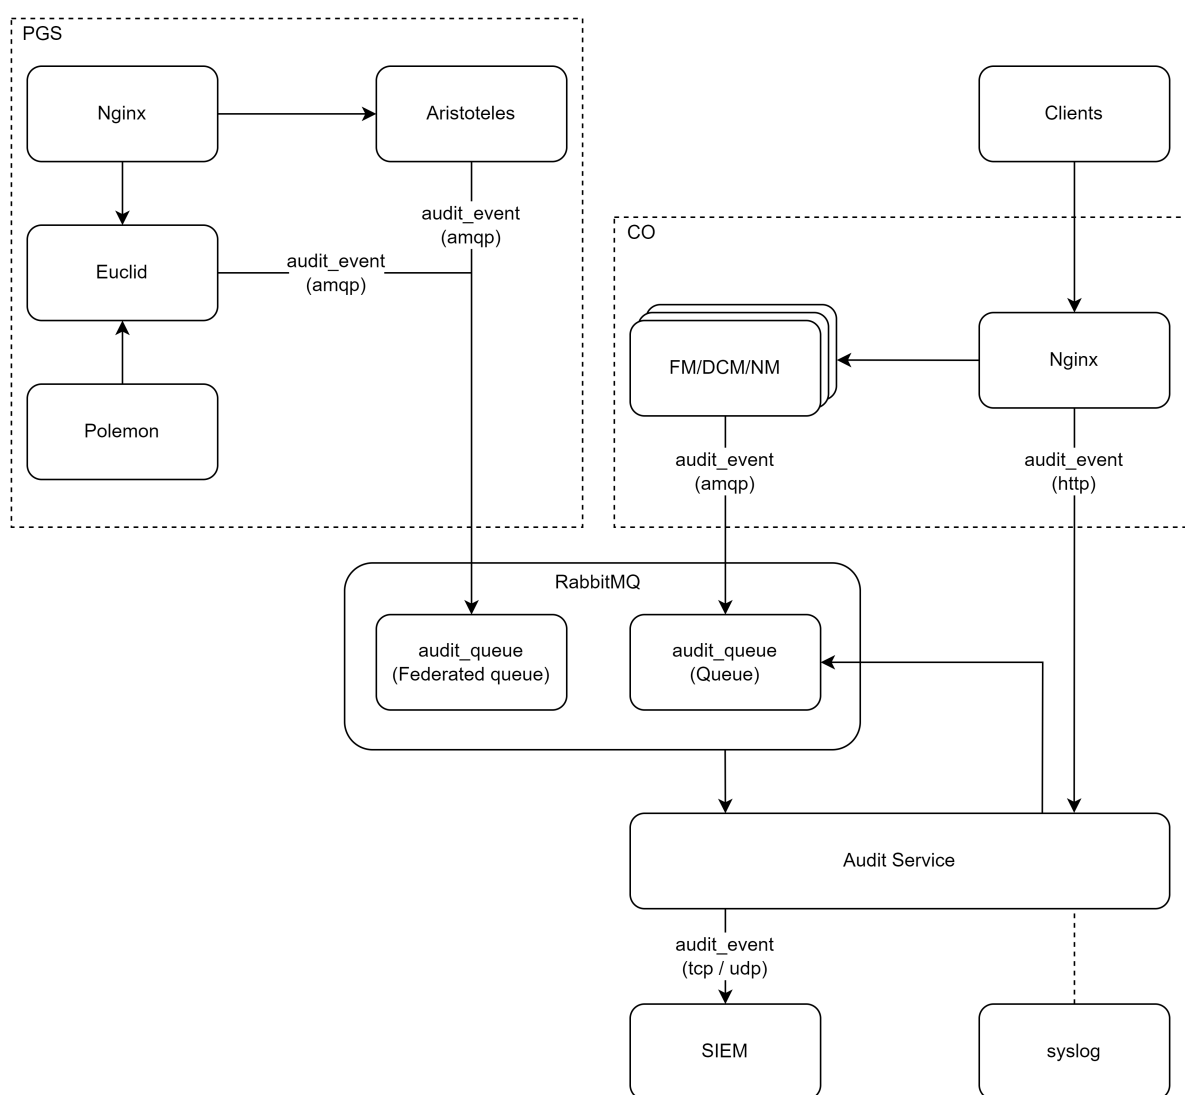 PGS
Nginx
Aristoteles
Clients
audit_event
(amqp)
CO
Euclid
audit_event
(amqp)
FM/DCM/NM
Nginx
Polemon
audit_event
(amqp)
audit_event
(http)
RabbitMQ
audit_queue
(Federated queue)
audit_queue
(Queue)
Audit Service
audit_event
(tcp / udp)
SIEM
syslog